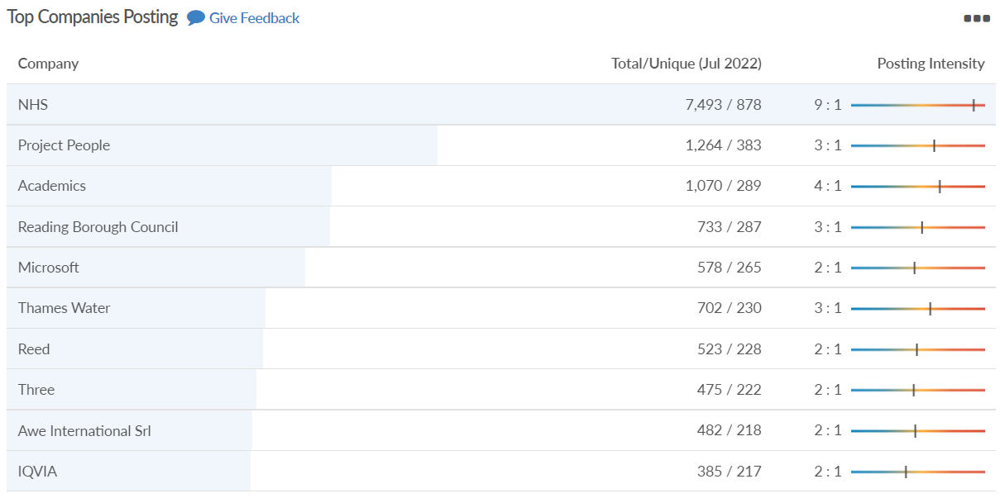 Top Companies Posting Give Feedback
Company Total/Unique (Jul 2022) Posting Intensity
NHS 7,493 / 878 9 : 1
Project People 1,264 / 383 3 : 1
Academics 1,070 / 289 4 : 1
Reading Borough Council 733 / 287 3 : 1
Microsoft 578 / 265 2 : 1
Thames Water 702 / 230 3 : 1
Reed 523 / 228 2 : 1
Three 475 / 222 2 : 1
Awe International Srl 482 / 218 2 : 1
IQVIA 385 / 217 2 : 1